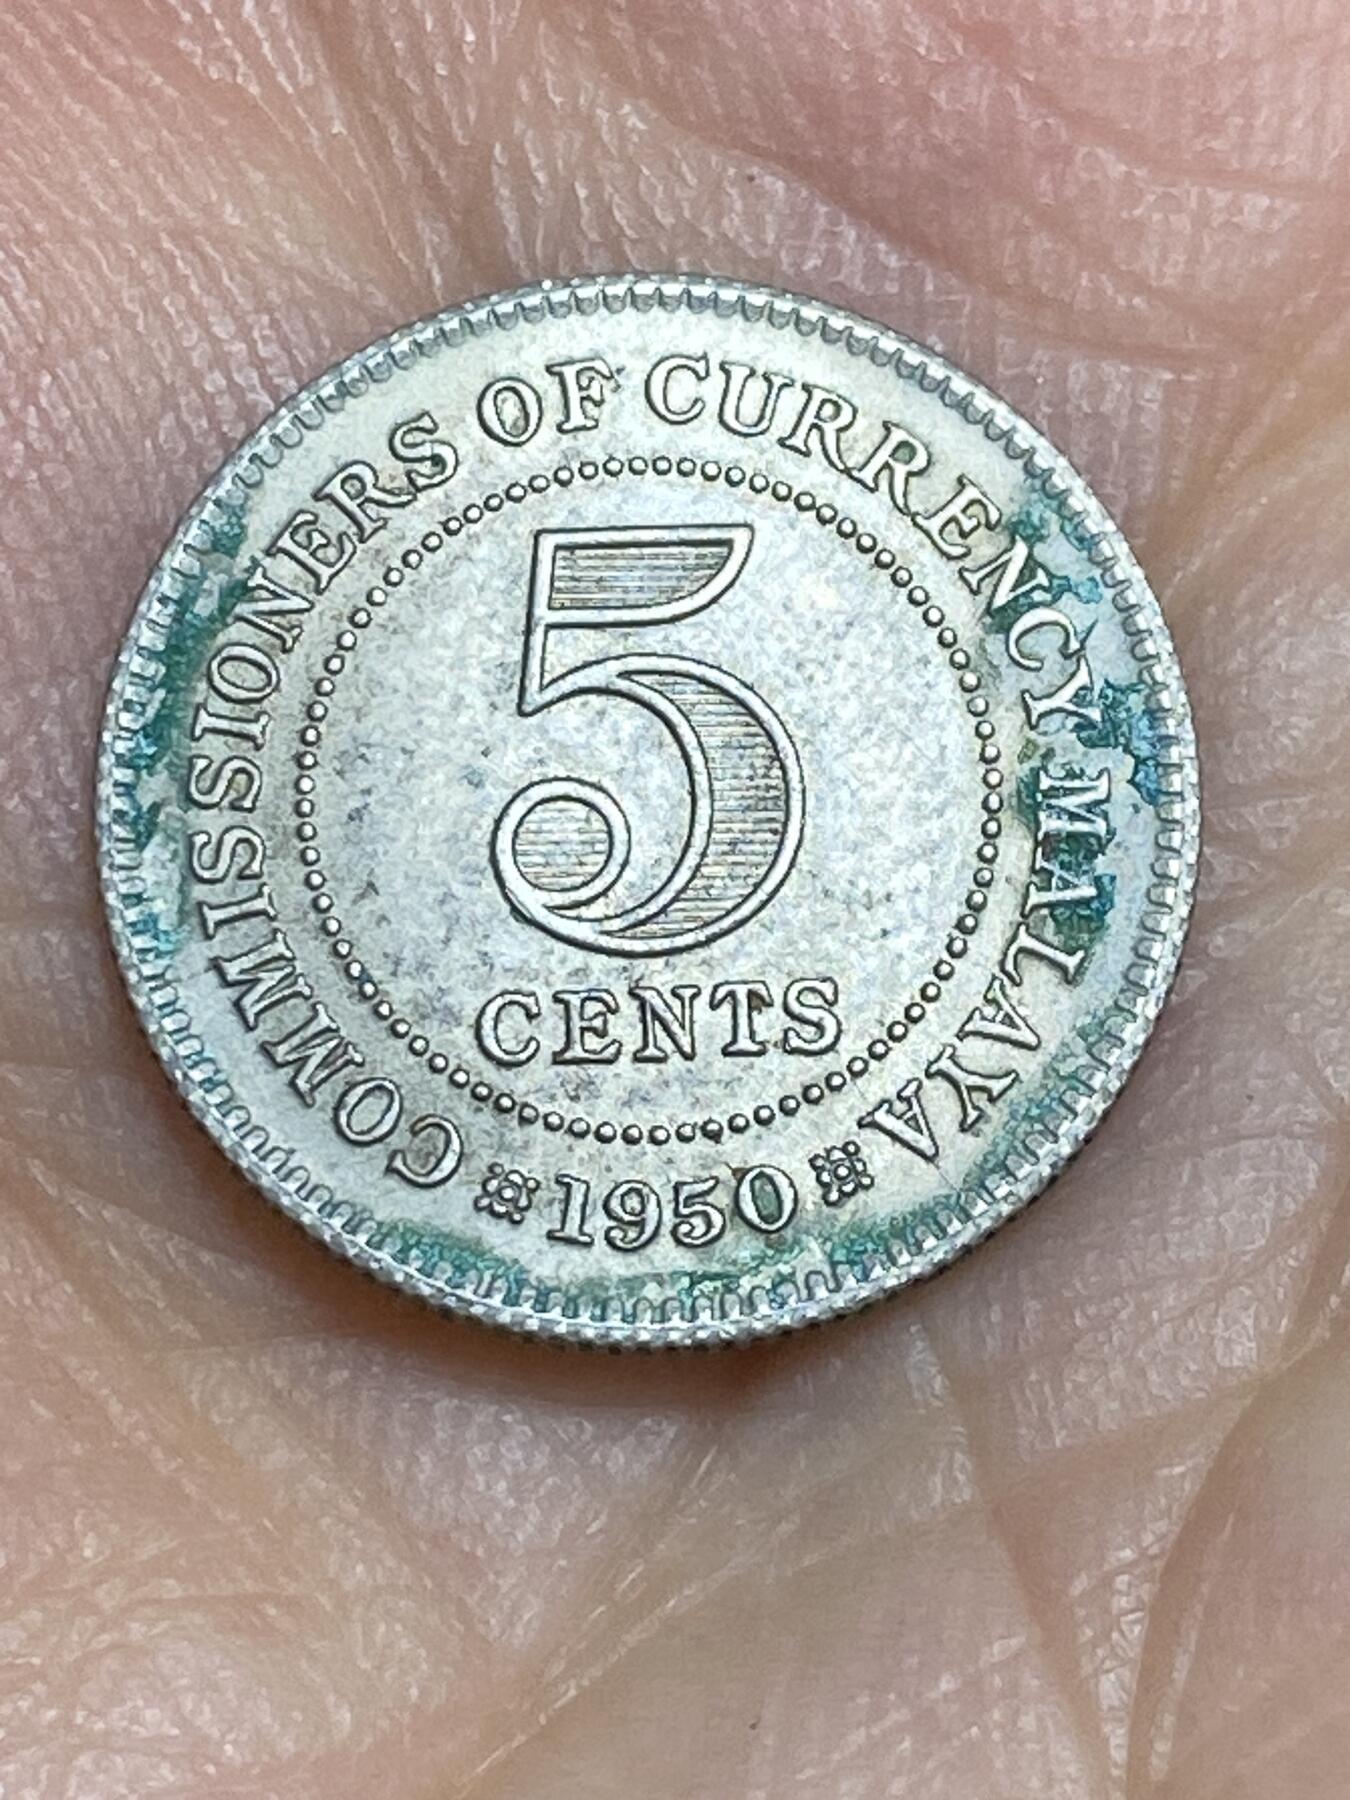 COMMISSIONERS OF CURRENCY MALAYA
5
CENTS
1950